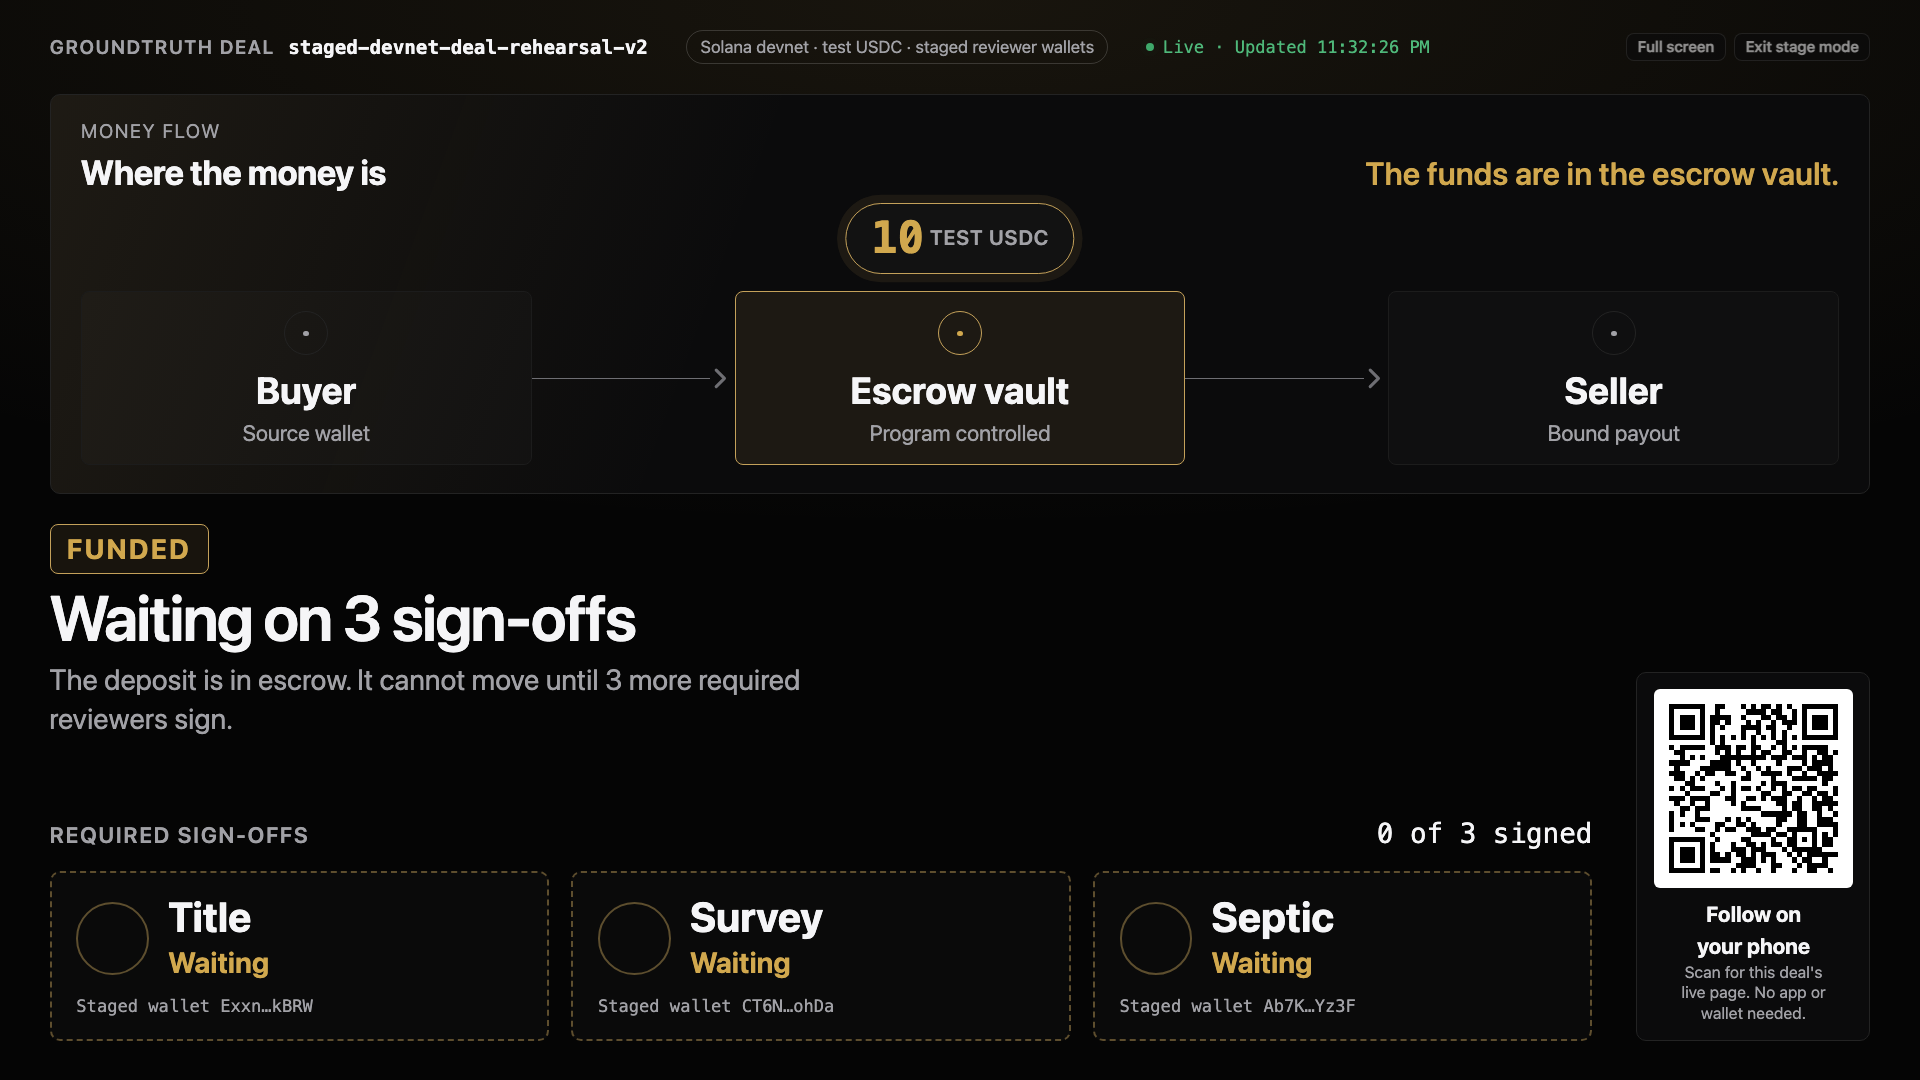 GROUNDTRUTH DEAL staged-devnet-deal-rehearsal-v2
Solana devnet · test USDC · staged reviewer wallets
Live · Updated 11:32:26 PM
Full screen
Exit stage mode
MONEY FLOW
Where the money is
The funds are in the escrow vault.
10 TEST USDC
Buyer
Source wallet
Escrow vault
Program controlled
Seller
Bound payout
FUNDED
Waiting on 3 sign-offs
The deposit is in escrow. It cannot move until 3 more required
reviewers sign.
REQUIRED SIGN-OFFS
0 of 3 signed
Title
Waiting
Staged wallet Exxn…kBRW
Survey
Waiting
Staged wallet CT6N…ohDa
Septic
Waiting
Staged wallet Ab7K…Yz3F
Follow on
your phone
Scan for this deal's
live page. No app or
wallet needed.